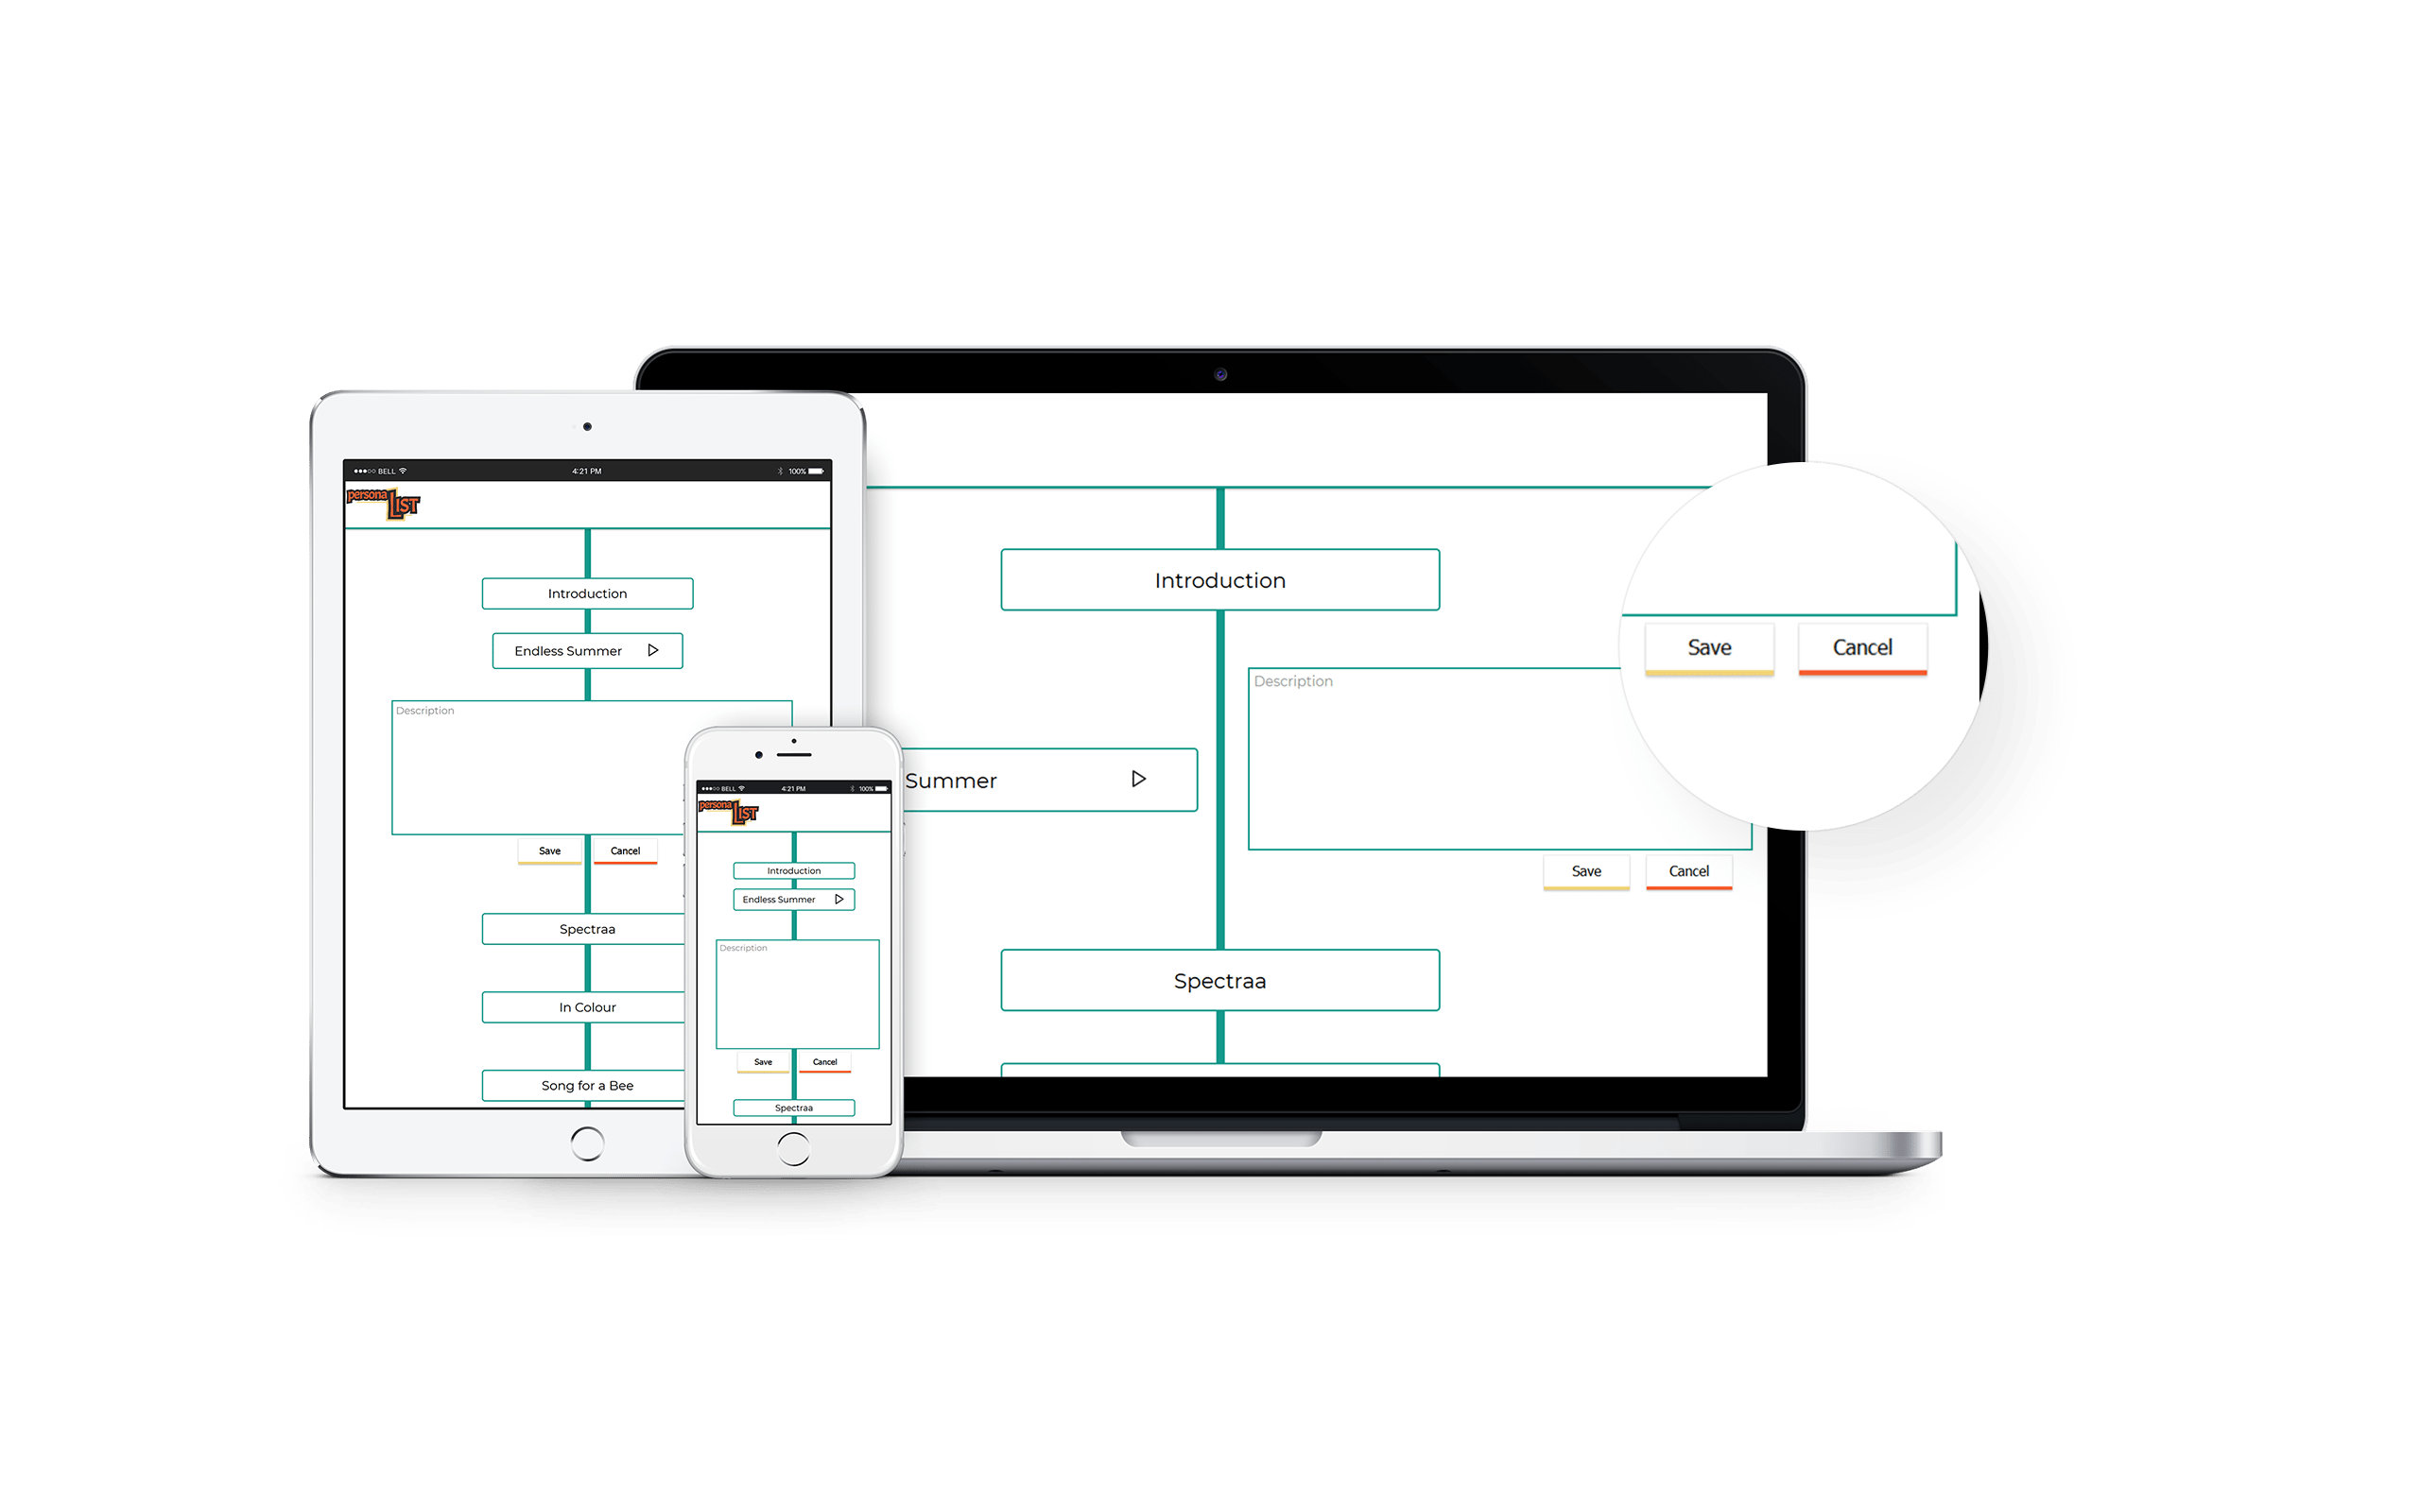 BELL 4:21 PM 100%
persona LIST
Introduction
Endless Summer
Description
Save Cancel
Spectraa
In Colour
Song for a Bee
BELL 4:21 PM 100%
persona LIST
Introduction
Endless Summer
Description
Save Cancel
Spectraa
Introduction
Description
Summer
Save Cancel
Spectraa
Save Cancel